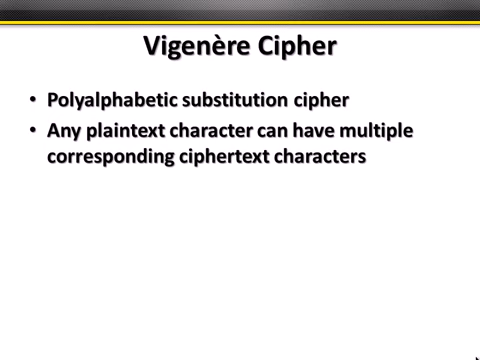 Vigenère Cipher
• Polyalphabetic substitution cipher
• Any plaintext character can have multiple
corresponding ciphertext characters